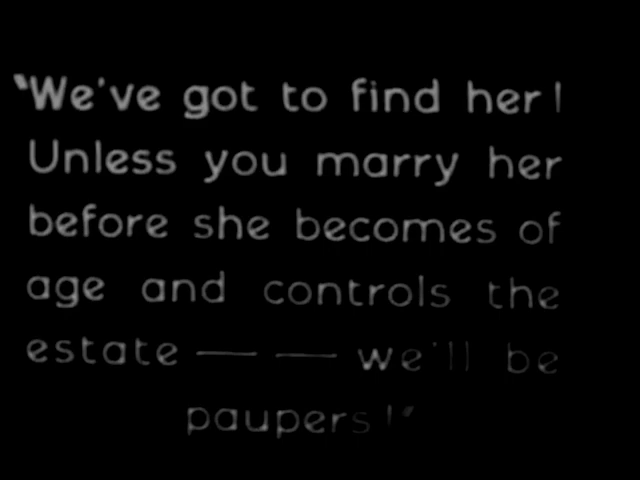 "We've got to find her!
Unless you marry her
before she becomes of
age and controls the
estate — — we'll be
paupers!"